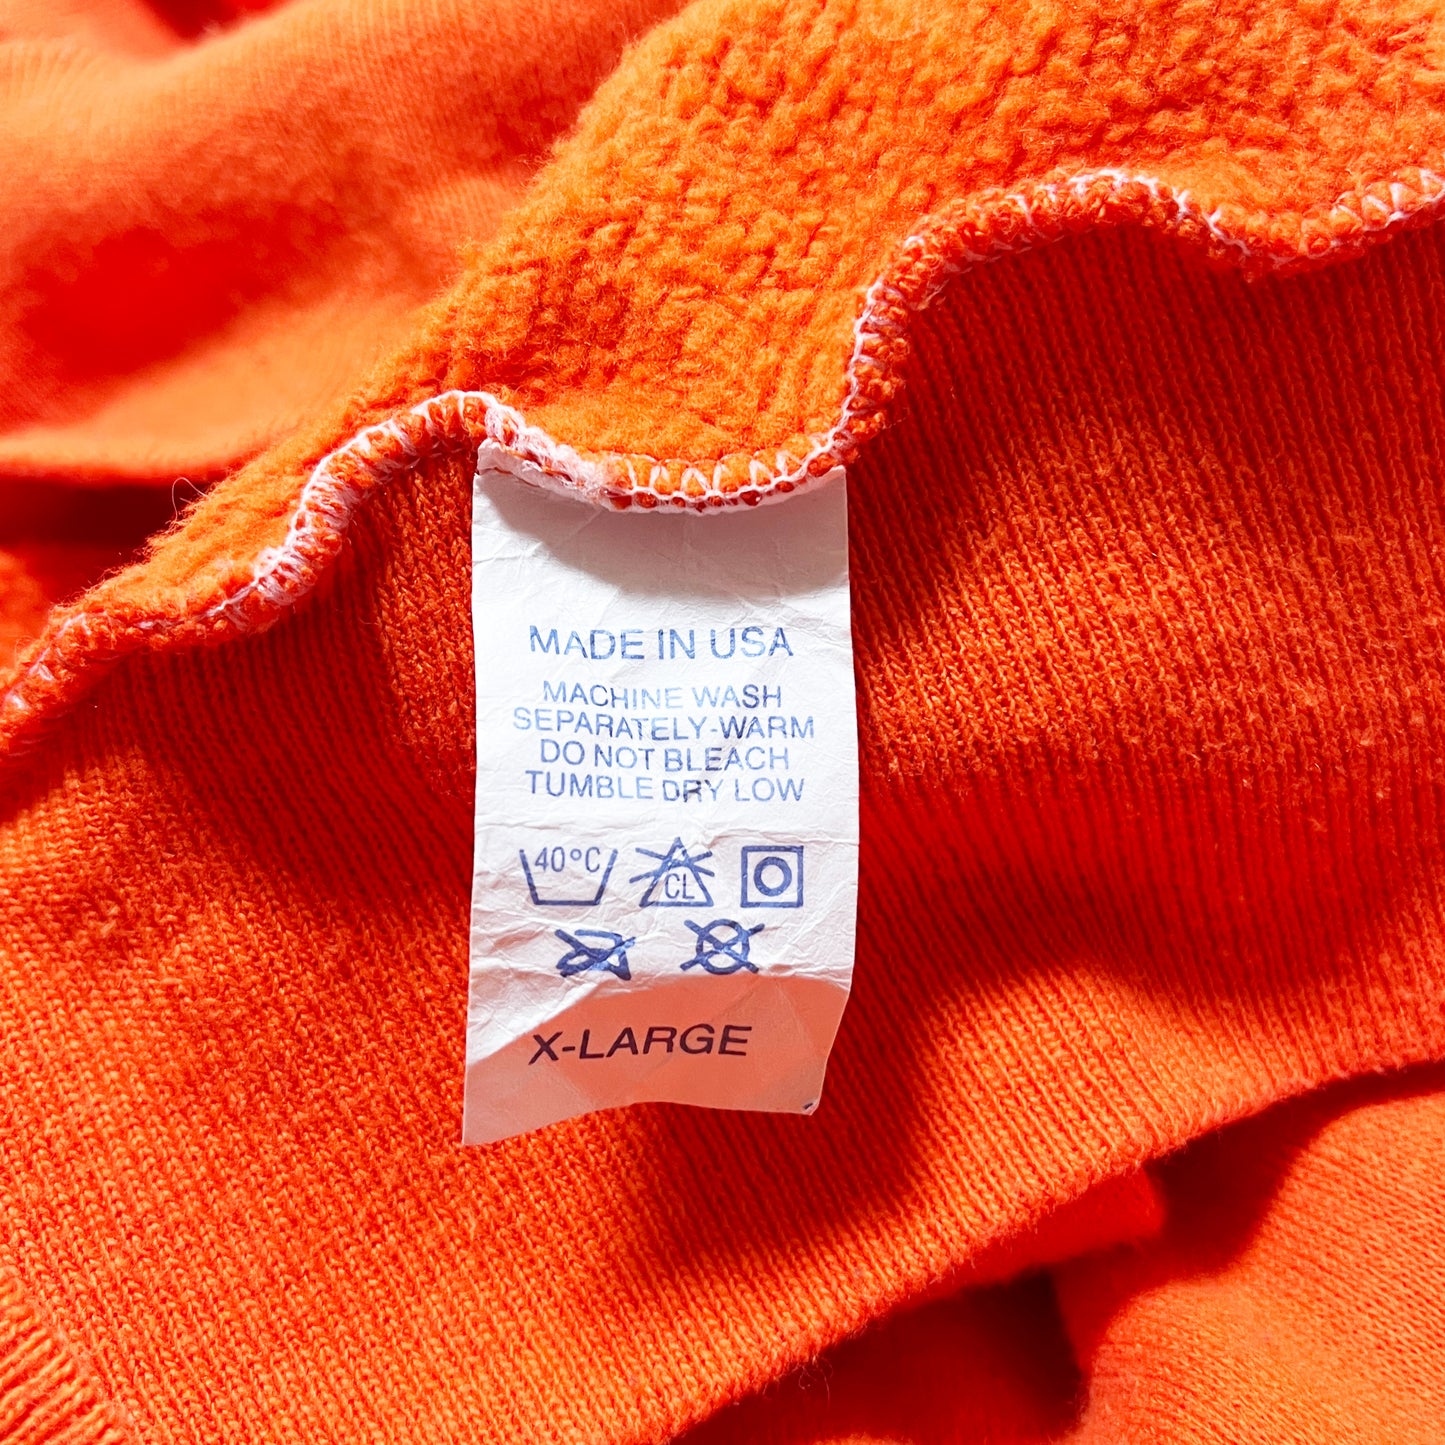 MADE IN USA
MACHINE WASH
SEPARATELY-WARM
DO NOT BLEACH
TUMBLE DRY LOW
40°C CL
X-LARGE